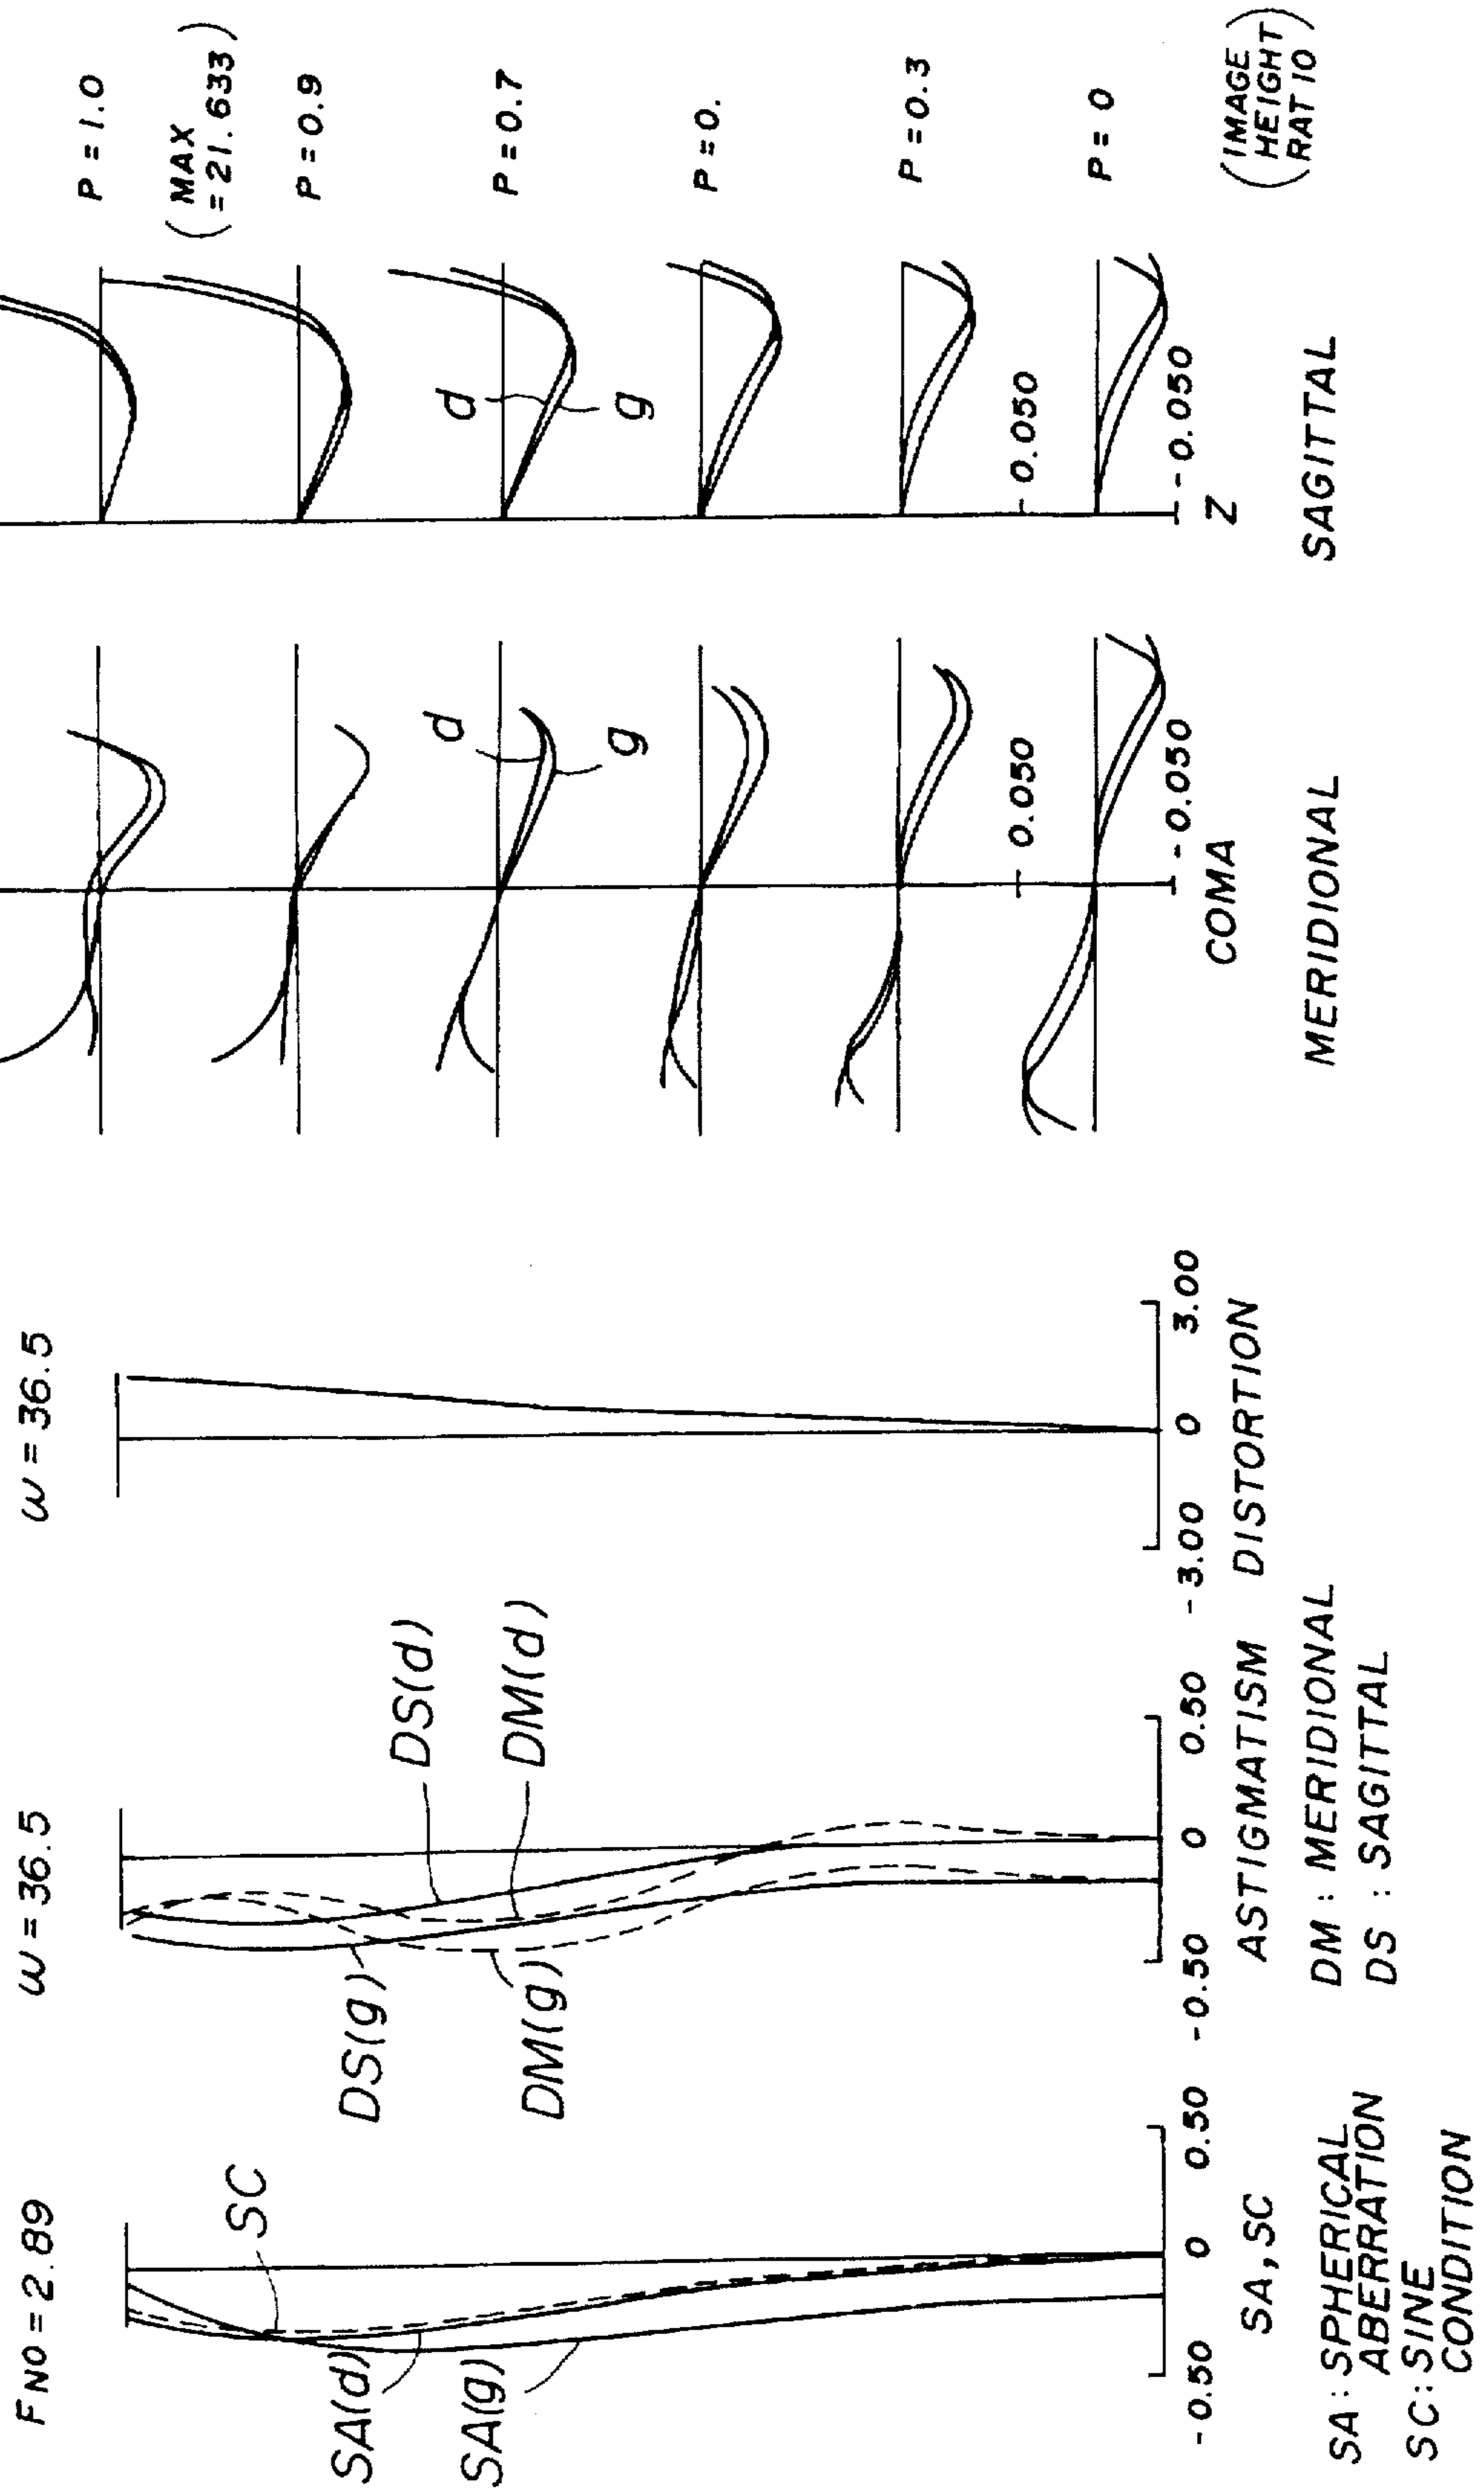 FNO = 2.89
SC
SA(d)
SA(g)
-0.50 0 0.50
SA, SC
SA : SPHERICAL
ABERRATION
SC : SINE
CONDITION
ω = 36.5
DS(g)
DM(g)
DS(d)
DM(d)
-0.50 0 0.50
ASTIGMATISM
DM : MERIDIONAL
DS : SAGITTAL
ω = 36.5
-3.00 0 3.00
DISTORTION
d
g
0.050
-0.050
COMA
MERIDIONAL
d
g
0.050
-0.050
Z
SAGITTAL
P = 1.0
(MAX
= 21.633)
P = 0.9
P = 0.7
P = 0.
P = 0.3
P = 0
(IMAGE
HEIGHT
RATIO)